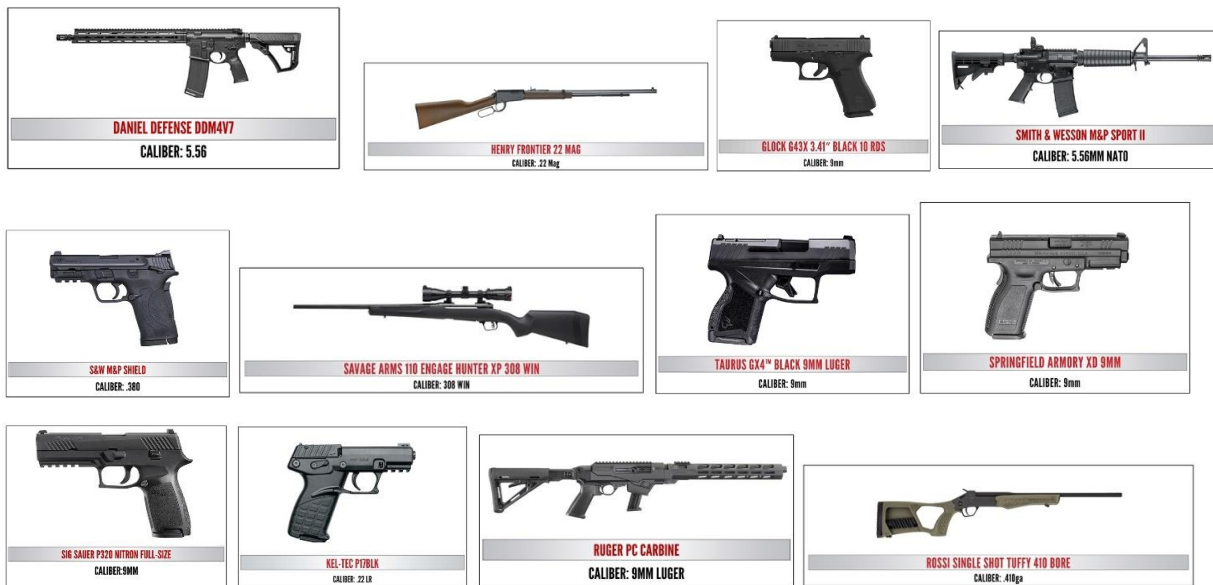 DANIEL DEFENSE DDM4V7
CALIBER: 5.56
HENRY FRONTIER 22 MAG
CALIBER: .22 Mag
GLOCK G43X 3.41" BLACK 10 RDS
CALIBER: 9mm
SMITH & WESSON M&P SPORT II
CALIBER: 5.56MM NATO
S&W M&P SHIELD
CALIBER: .380
SAVAGE ARMS 110 ENGAGE HUNTER XP 308 WIN
CALIBER: 308 WIN
TAURUS GX4™ BLACK 9MM LUGER
CALIBER: 9mm
SPRINGFIELD ARMORY XD 9MM
CALIBER: 9mm
SIG SAUER P320 NITRON FULL-SIZE
CALIBER:9MM
KEL-TEC P17BLK
CALIBER: .22 LR
RUGER PC CARBINE
CALIBER: 9MM LUGER
ROSSI SINGLE SHOT TUFFY 410 BORE
CALIBER: .410ga